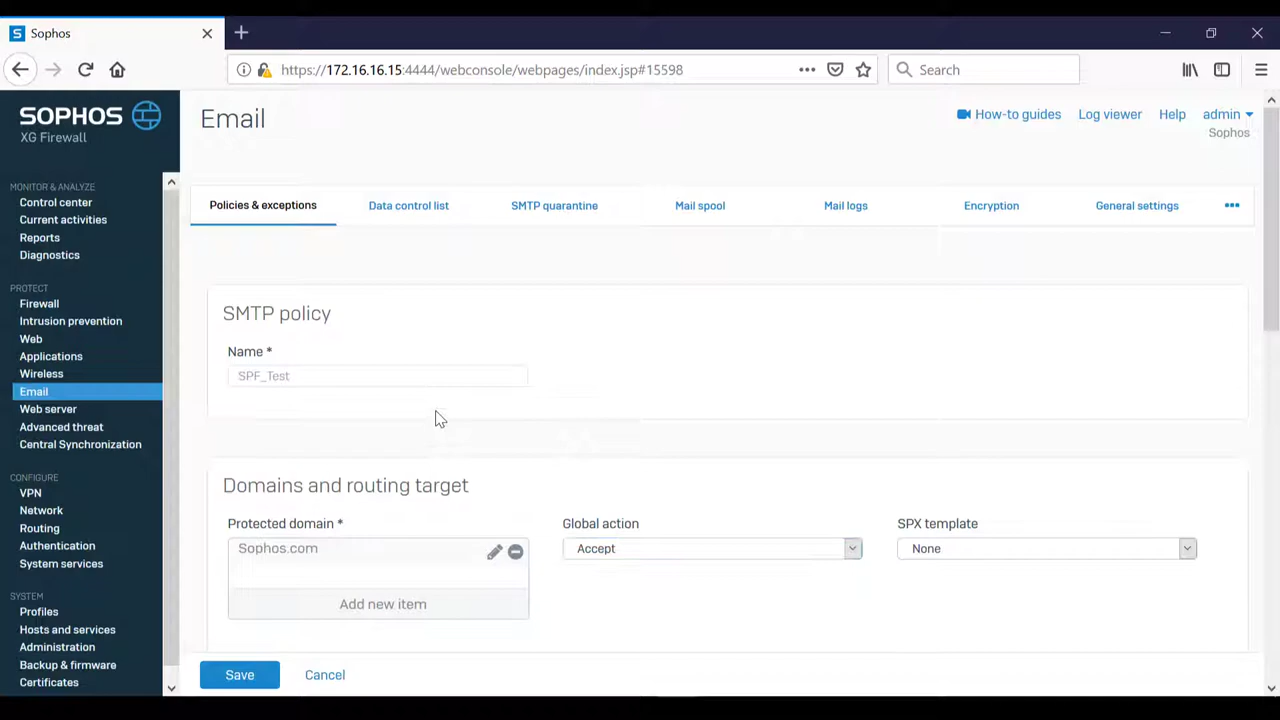 Sophos
https://172.16.16.15:4444/webconsole/webpages/index.jsp#15598
Search
SOPHOS
XG Firewall
Email
How-to guides
Log viewer
Help
admin
Sophos
MONITOR & ANALYZE
Control center
Current activities
Reports
Diagnostics
PROTECT
Firewall
Intrusion prevention
Web
Applications
Wireless
Email
Web server
Advanced threat
Central Synchronization
CONFIGURE
VPN
Network
Routing
Authentication
System services
SYSTEM
Profiles
Hosts and services
Administration
Backup & firmware
Certificates
Policies & exceptions
Data control list
SMTP quarantine
Mail spool
Mail logs
Encryption
General settings
SMTP policy
Name *
SPF_Test
Domains and routing target
Protected domain *
Global action
SPX template
Sophos.com
Accept
None
Add new item
Save
Cancel